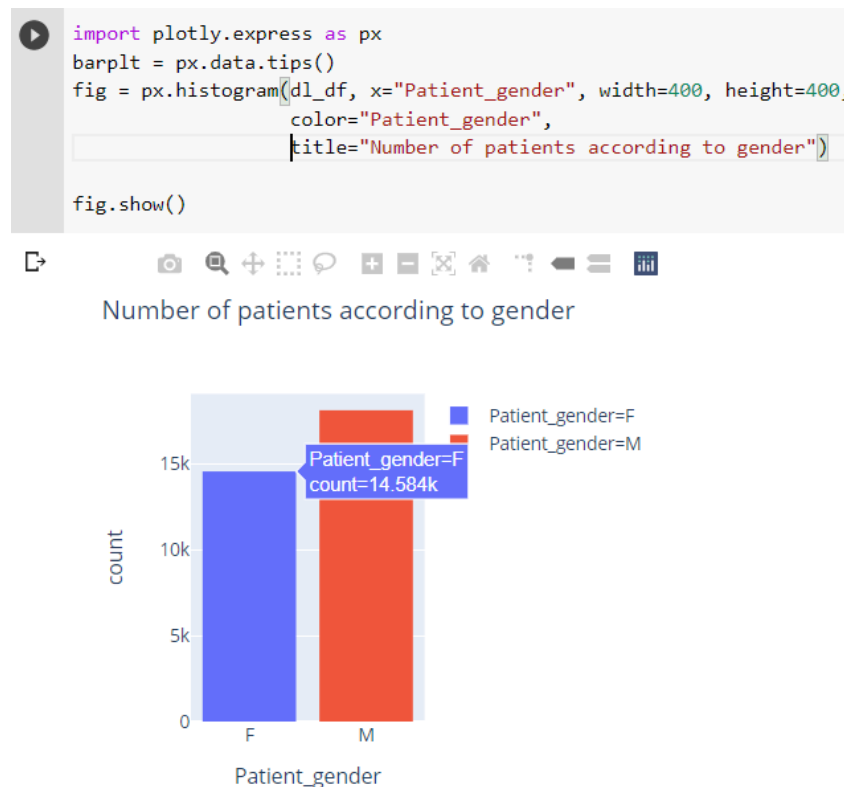 import plotly.express as px
barplt = px.data.tips()
fig = px.histogram(dl_df, x="Patient_gender", width=400, height=400,
color="Patient_gender",
title="Number of patients according to gender")
fig.show()
Number of patients according to gender
Patient_gender=F
Patient_gender=M
Patient_gender=F
count=14.584k
15k
10k
5k
0
count
F M
Patient_gender